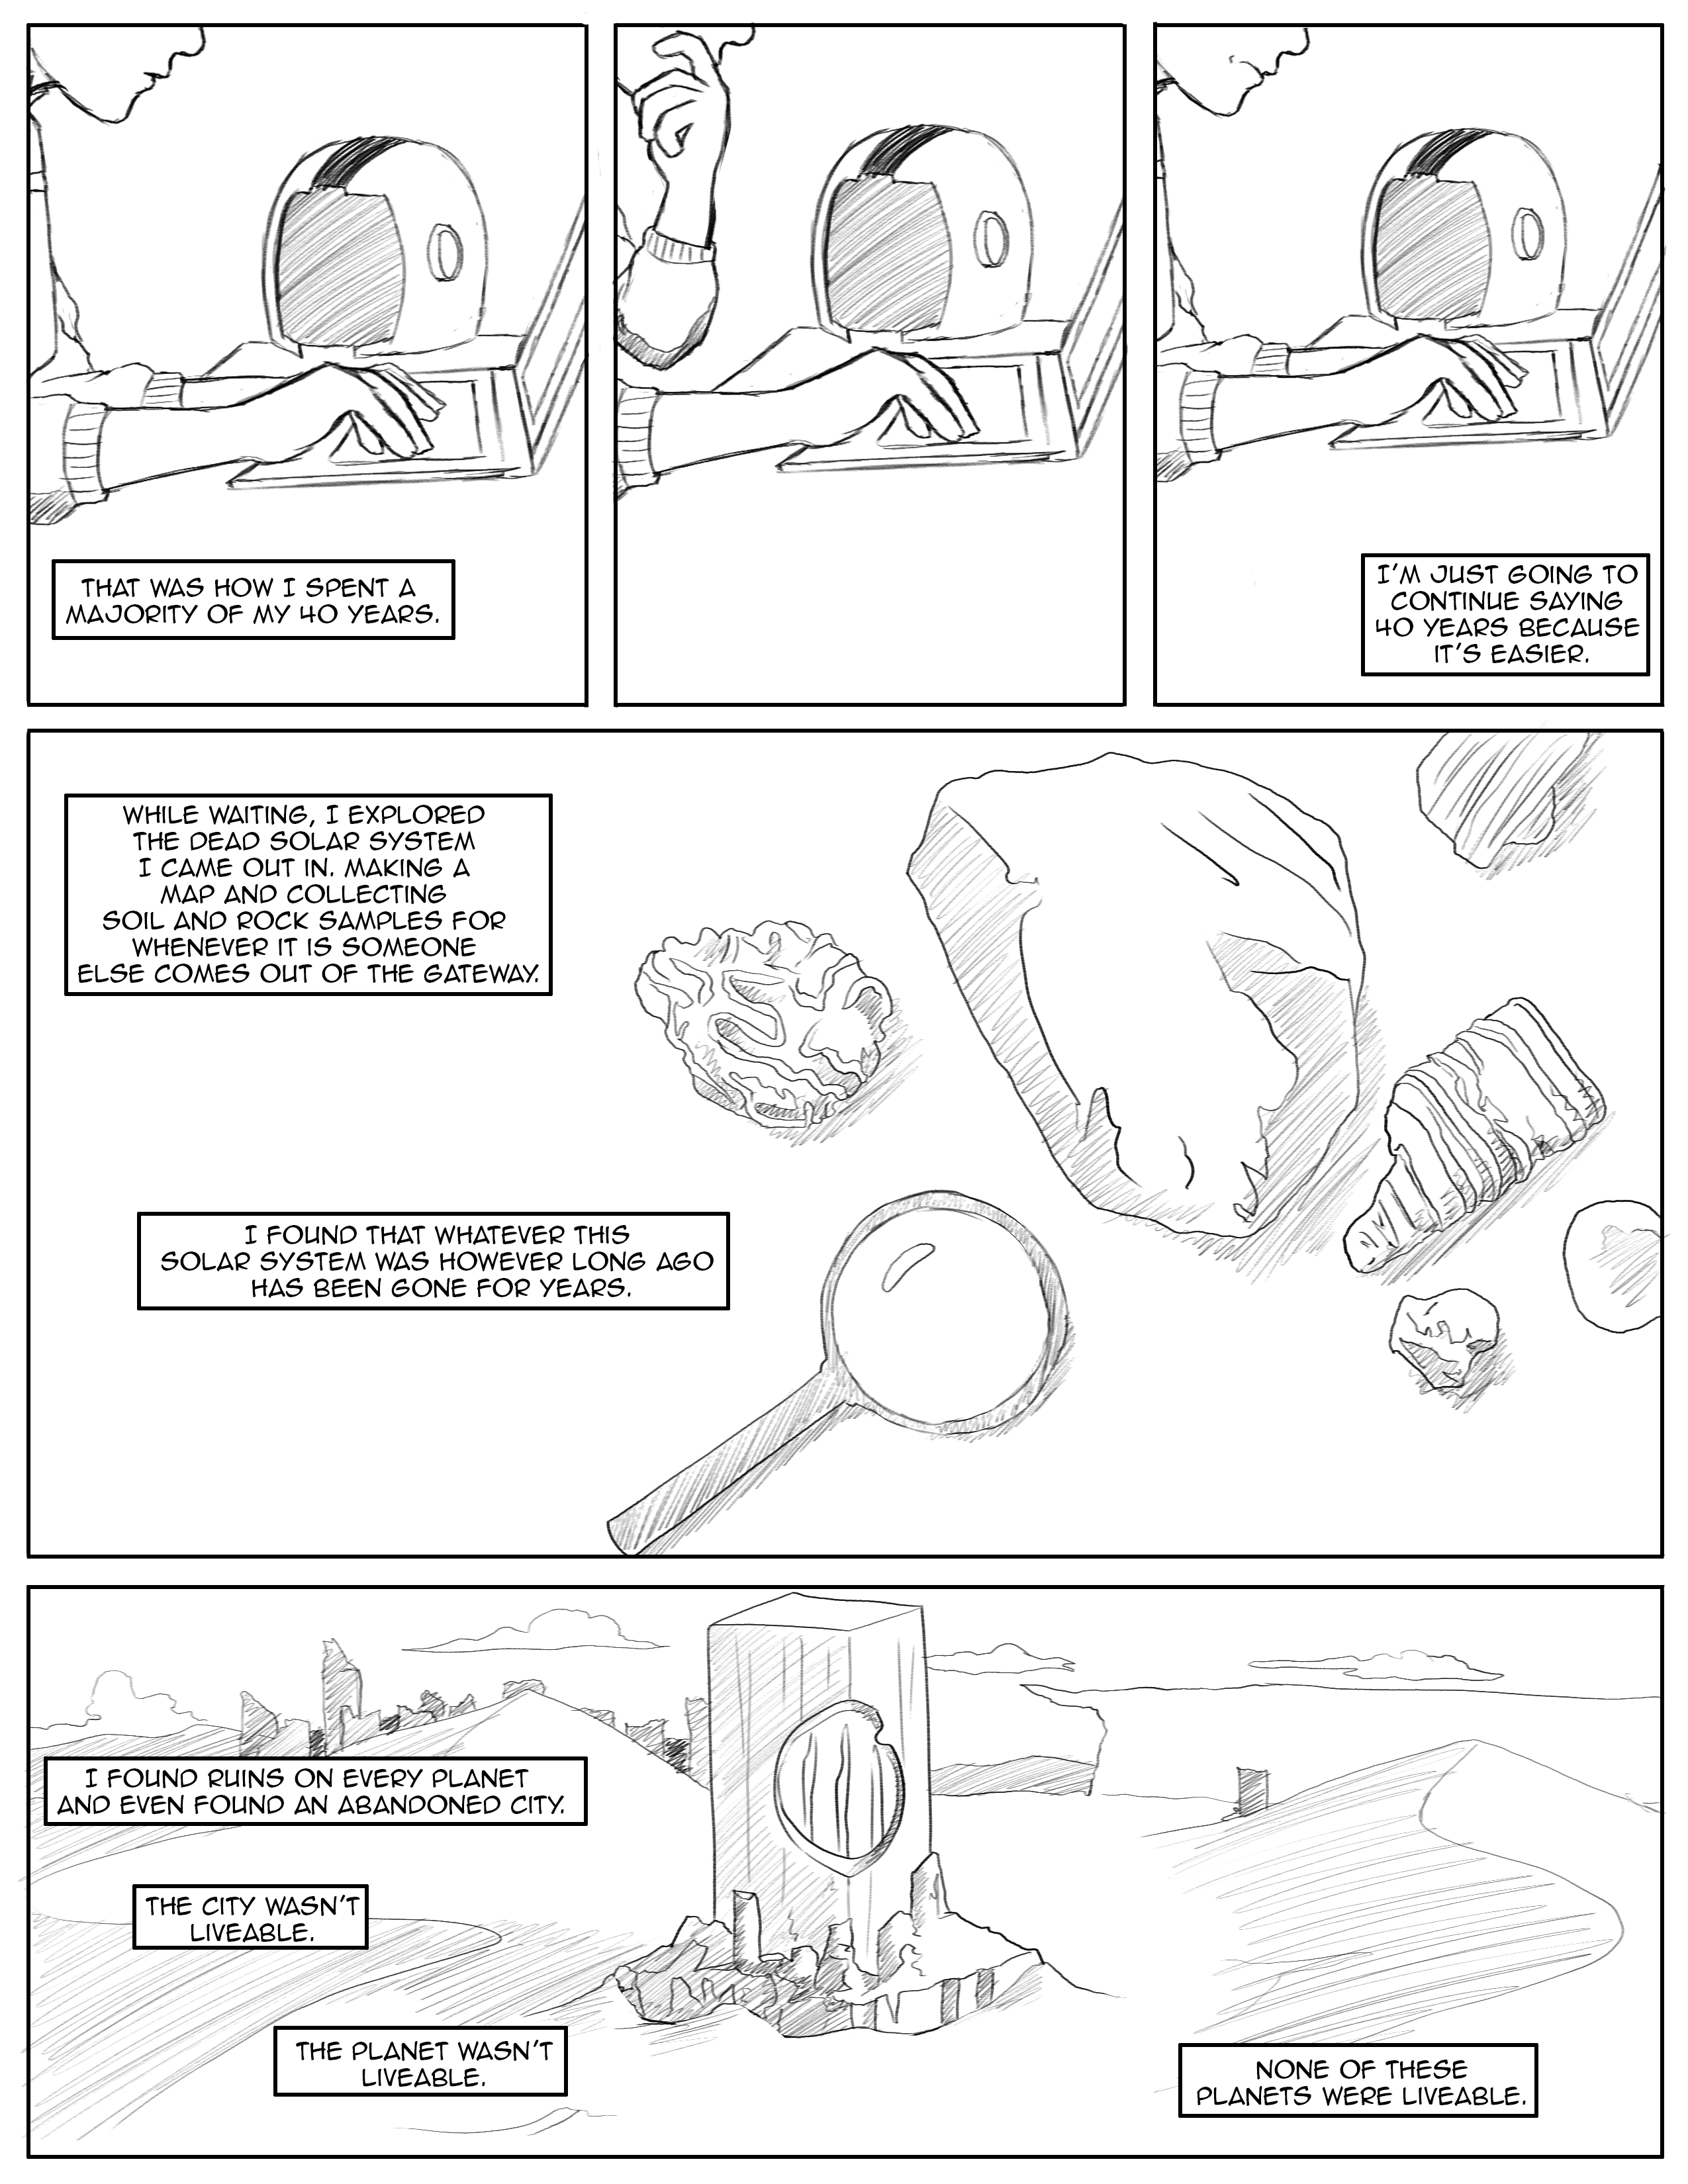 THAT WAS HOW I SPENT A
MAJORITY OF MY 40 YEARS.
I'M JUST GOING TO
CONTINUE SAYING
40 YEARS BECAUSE
IT'S EASIER.
WHILE WAITING, I EXPLORED
THE DEAD SOLAR SYSTEM
I CAME OUT IN. MAKING A
MAP AND COLLECTING
SOIL AND ROCK SAMPLES FOR
WHENEVER IT IS SOMEONE
ELSE COMES OUT OF THE GATEWAY.
I FOUND THAT WHATEVER THIS
SOLAR SYSTEM WAS HOWEVER LONG AGO
HAS BEEN GONE FOR YEARS.
I FOUND RUINS ON EVERY PLANET
AND EVEN FOUND AN ABANDONED CITY.
THE CITY WASN'T
LIVEABLE.
THE PLANET WASN'T
LIVEABLE.
NONE OF THESE
PLANETS WERE LIVEABLE.